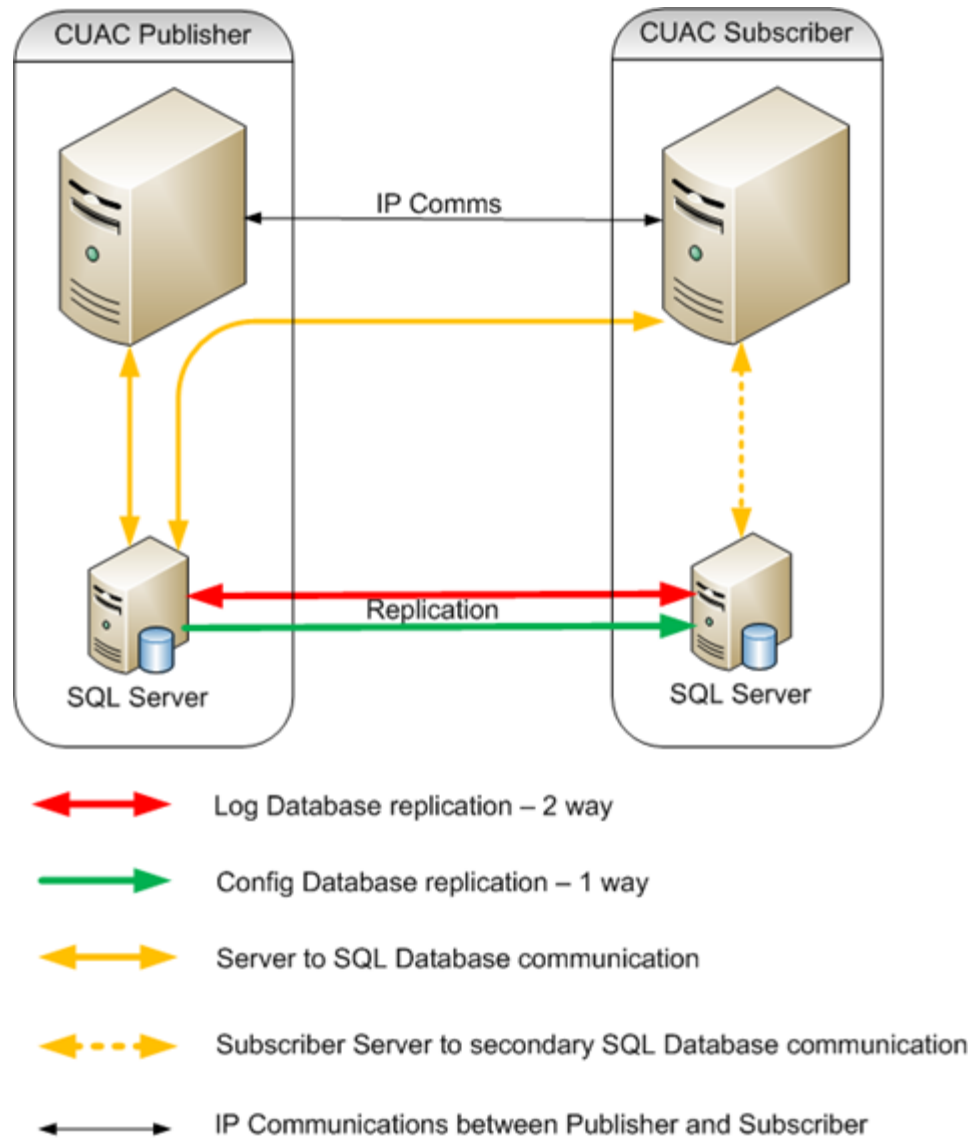 CUAC Publisher
CUAC Subscriber
IP Comms
Replication
SQL Server
SQL Server
Log Database replication – 2 way
Config Database replication – 1 way
Server to SQL Database communication
Subscriber Server to secondary SQL Database communication
IP Communications between Publisher and Subscriber